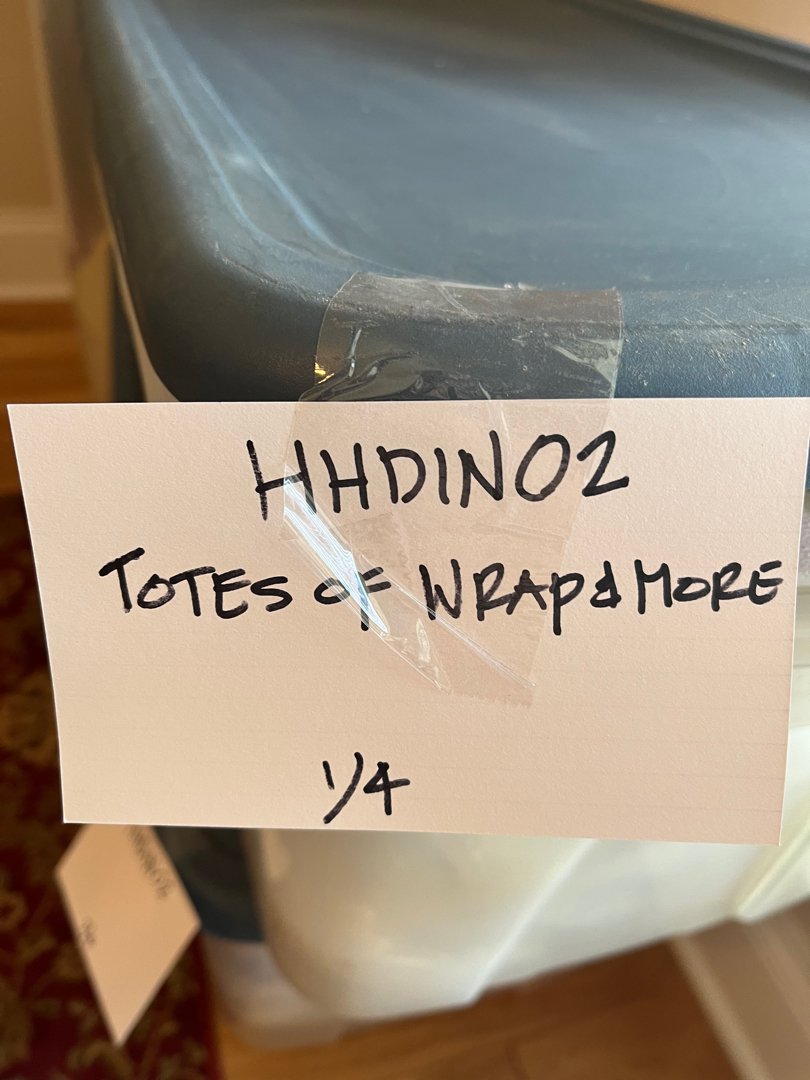 HHDIN02
TOTES OF WRAP & MORE
1/4